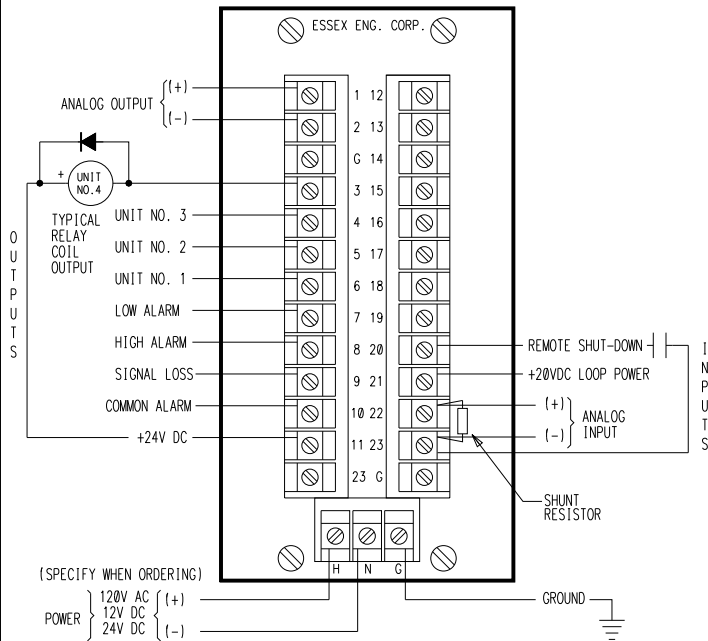 ESSEX ENG. CORP.
ANALOG OUTPUT
(+)
(-)
+
UNIT
NO.4
TYPICAL
RELAY
COIL
OUTPUT
UNIT NO. 3
UNIT NO. 2
UNIT NO. 1
LOW ALARM
HIGH ALARM
SIGNAL LOSS
COMMON ALARM
+24V DC
OUTPUTS
1 12
2 13
G 14
3 15
4 16
5 17
6 18
7 19
8 20
9 21
10 22
11 23
23 G
REMOTE SHUT-DOWN
+20VDC LOOP POWER
(+)
(-)
ANALOG
INPUT
INPUTS
SHUNT
RESISTOR
H N G
(SPECIFY WHEN ORDERING)
POWER
120V AC
12V DC
24V DC
(+)
(-)
GROUND